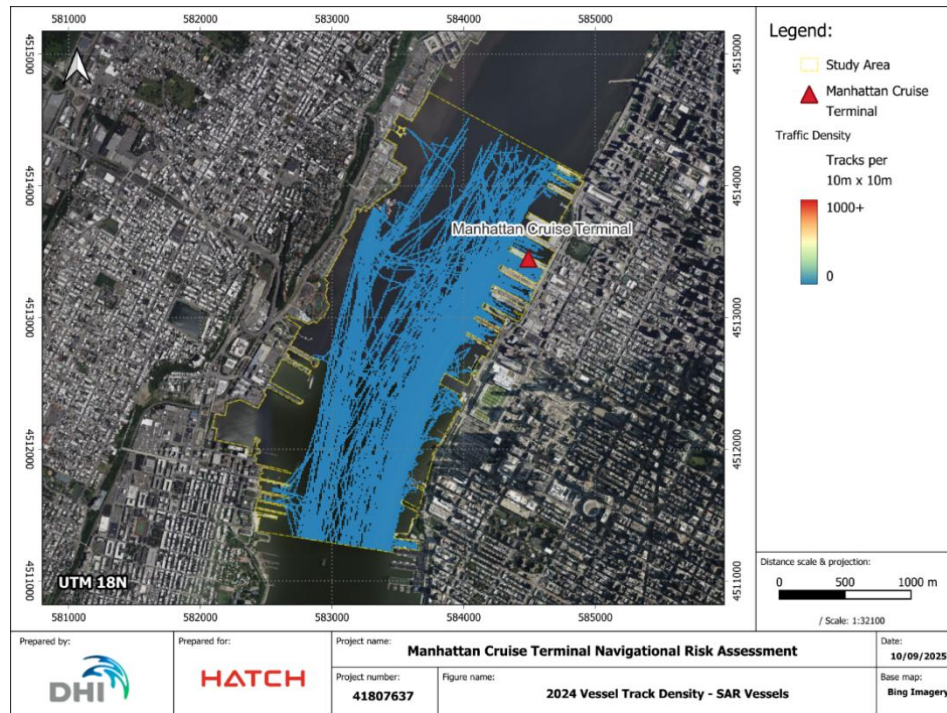 581000 582000 583000 584000 585000
4515000 4514000 4513000 4512000 4511000
Manhattan Cruise Terminal
UTM 18N
4515000 4514000 4513000 4512000 4511000
581000 582000 583000 584000 585000
Legend:
Study Area
Manhattan Cruise
Terminal
Traffic Density
Tracks per
10m x 10m
1000+
0
Distance scale & projection:
0 500 1000 m
/ Scale: 1:32100
Prepared by:
DHI
Prepared for:
HATCH
Project name:
Manhattan Cruise Terminal Navigational Risk Assessment
Date:
10/09/2025
Project number:
41807637
Figure name:
2024 Vessel Track Density - SAR Vessels
Base map:
Bing Imagery